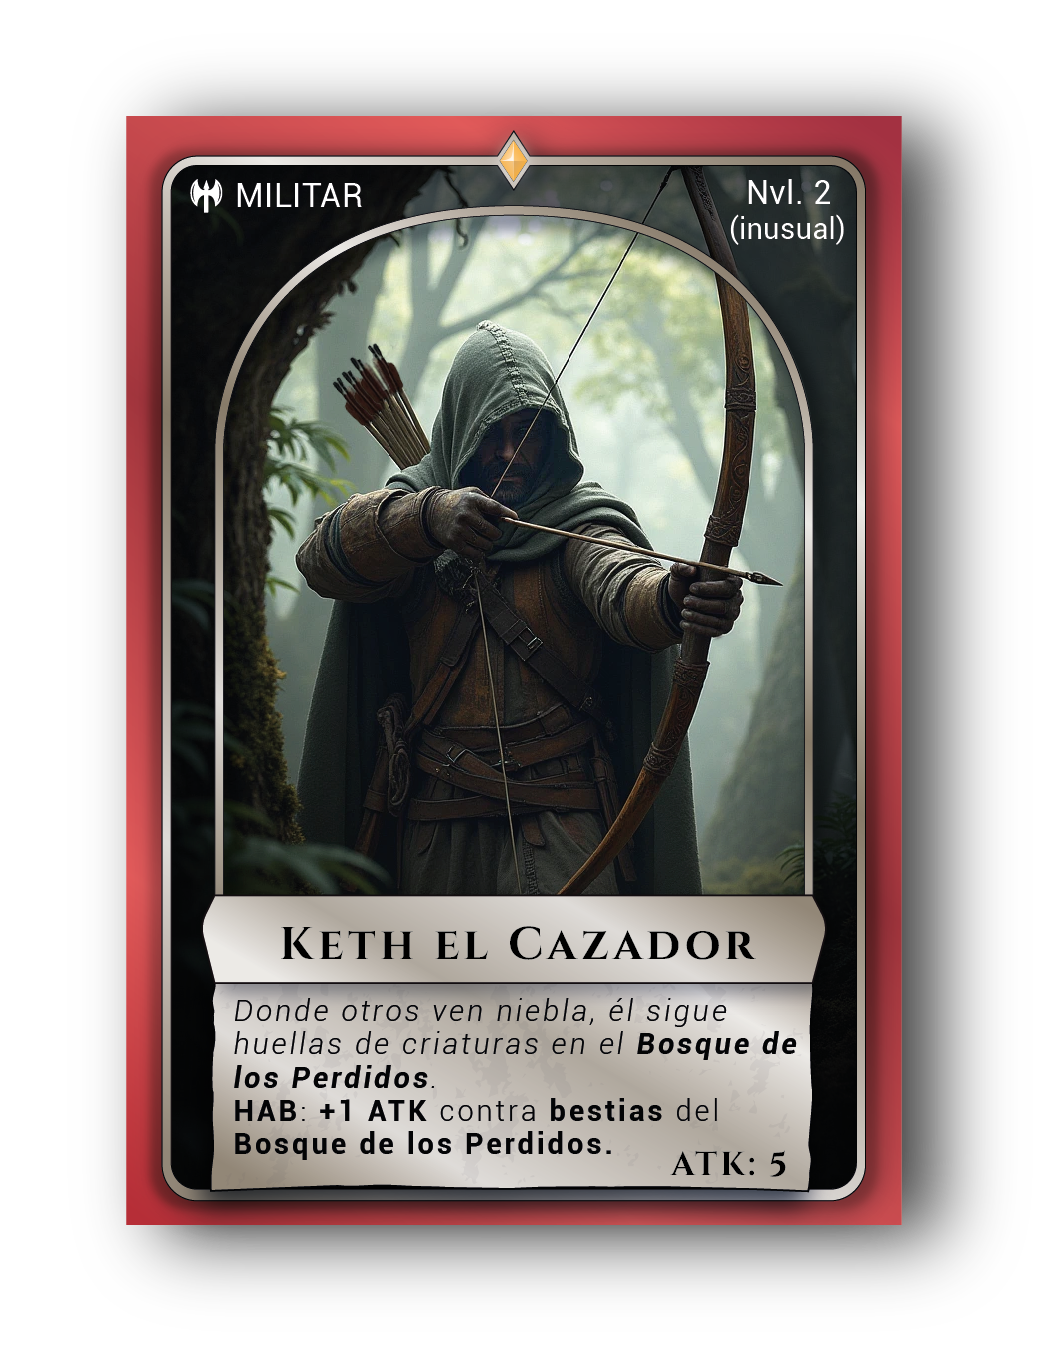 MILITAR
Nvl. 2
(inusual)
KETH EL CAZADOR
Donde otros ven niebla, él sigue
huellas de criaturas en el Bosque de
los Perdidos.
HAB: +1 ATK contra bestias del
Bosque de los Perdidos.
ATK: 5